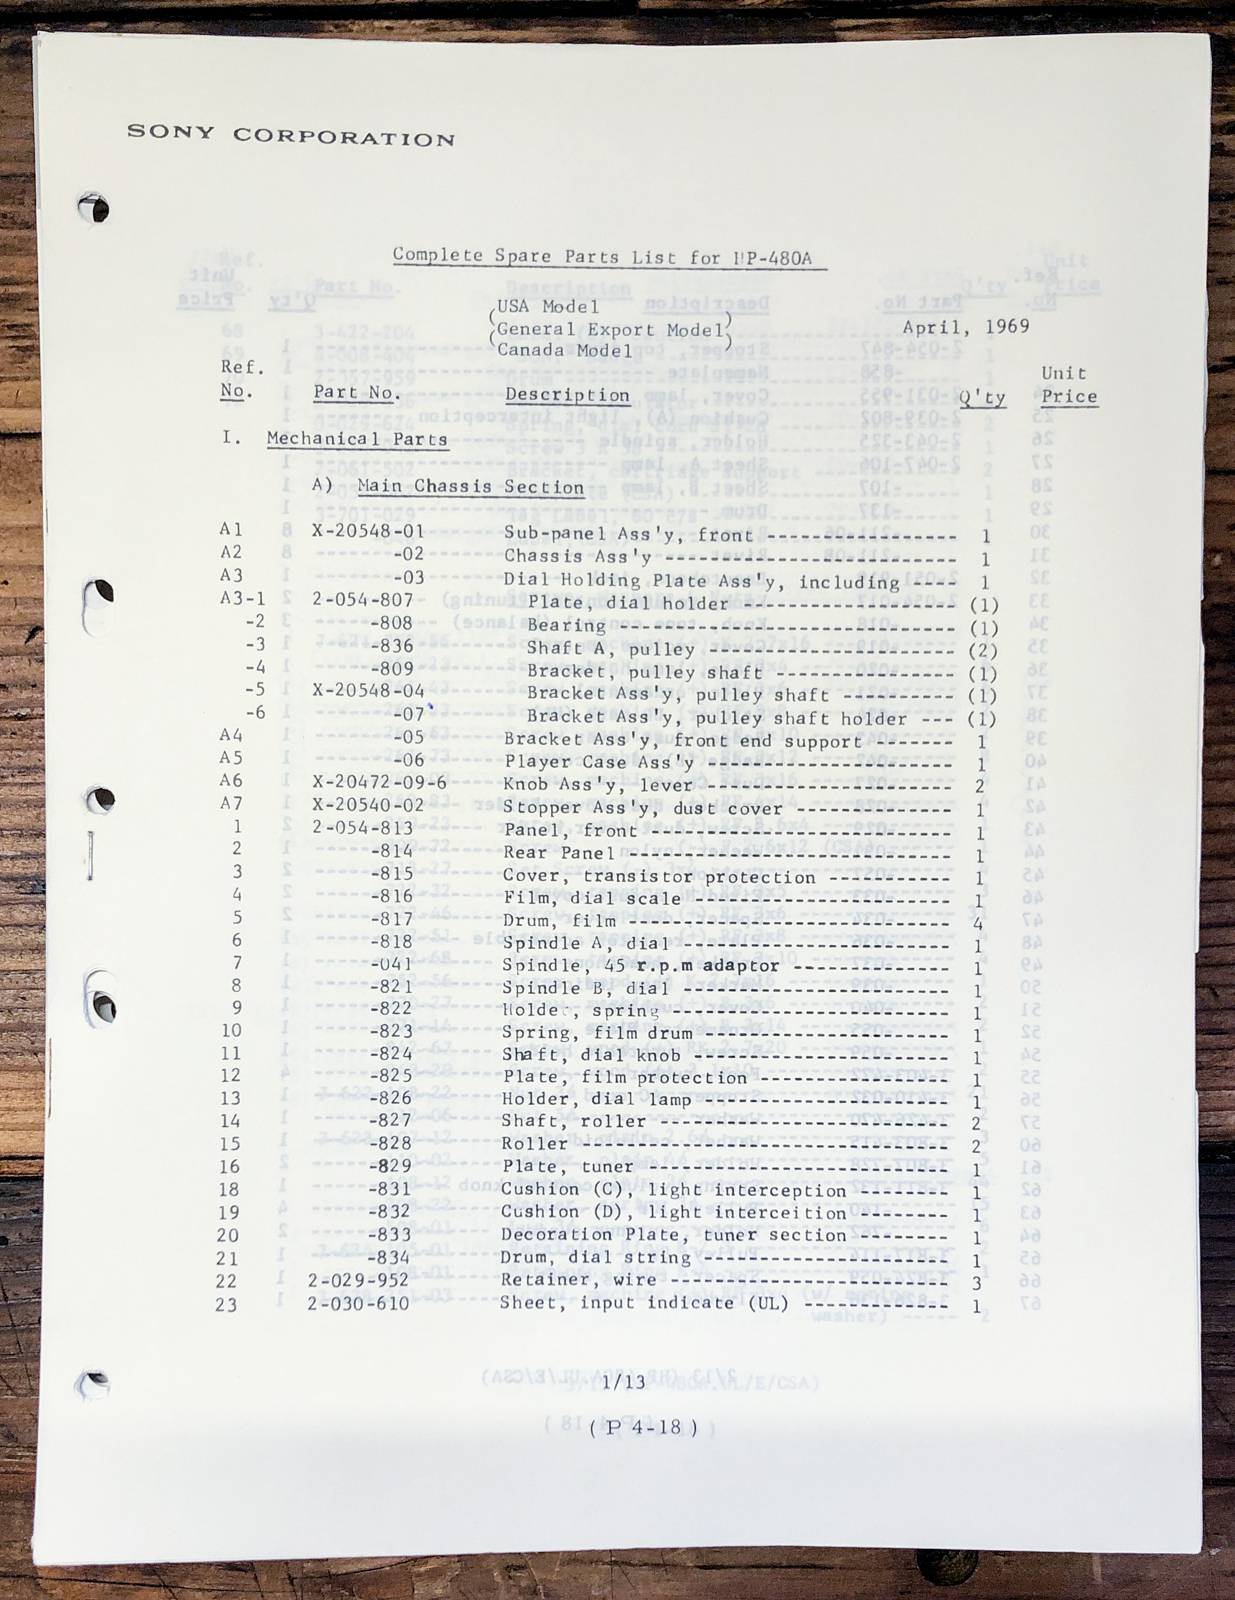 SONY CORPORATION
Complete Spare Parts List for HP-480A
(USA Model)
(General Export Model)
(Canada Model)
April, 1969
Ref. No. Part No. Description Q'ty Unit Price
I. Mechanical Parts
A) Main Chassis Section
A1 X-20548-01 Sub-panel Ass'y, front ------------------ 1
A2 -02 Chassis Ass'y --------------------------- 1
A3 -03 Dial Holding Plate Ass'y, including ----- 1
A3-1 2-054-807 Plate, dial holder ------------------- (1)
-2 -808 Bearing ------------------------------ (1)
-3 -836 Shaft A, pulley ----------------------- (2)
-4 -809 Bracket, pulley shaft ---------------- (1)
-5 X-20548-04 Bracket Ass'y, pulley shaft ---------- (1)
-6 -07 Bracket Ass'y, pulley shaft holder --- (1)
A4 -05 Bracket Ass'y, front end support ------- 1
A5 -06 Player Case Ass'y ---------------------- 1
A6 X-20472-09-6 Knob Ass'y, lever ----------------------- 2
A7 X-20540-02 Stopper Ass'y, dust cover --------------- 1
1 2-054-813 Panel, front --------------------------- 1
2 -814 Rear Panel ----------------------------- 1
3 -815 Cover, transistor protection ----------- 1
4 -816 Film, dial scale ----------------------- 1
5 -817 Drum, film ----------------------------- 4
6 -818 Spindle A, dial ------------------------ 1
7 -041 Spindle, 45 r.p.m adaptor -------------- 1
8 -821 Spindle B, dial ------------------------ 1
9 -822 Holder, spring ------------------------- 1
10 -823 Spring, film drum ---------------------- 1
11 -824 Shaft, dial knob ----------------------- 1
12 -825 Plate, film protection ----------------- 1
13 -826 Holder, dial lamp ---------------------- 1
14 -827 Shaft, roller -------------------------- 2
15 -828 Roller --------------------------------- 2
16 -829 Plate, tuner --------------------------- 1
18 -831 Cushion (C), light interception -------- 1
19 -832 Cushion (D), light interceition -------- 1
20 -833 Decoration Plate, tuner section -------- 1
21 -834 Drum, dial string ---------------------- 1
22 2-029-952 Retainer, wire ------------------------- 3
23 2-030-610 Sheet, input indicate (UL) ------------- 1
1/13
( P 4-18 )